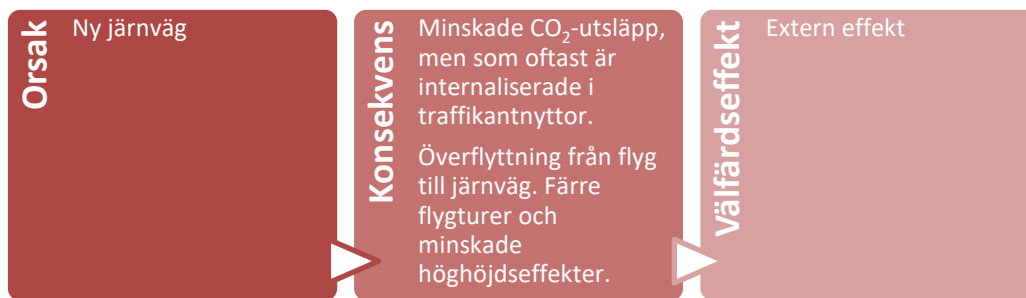 Orsak
Ny järnväg
Konsekvens
Minskade CO₂-utsläpp,
men som oftast är
internaliserade i
traffikantnyttor.
Överflyttning från flyg
till järnväg. Färre
flygturer och
minskade
höghöjdseffekter.
Välfärdseffekt
Extern effekt